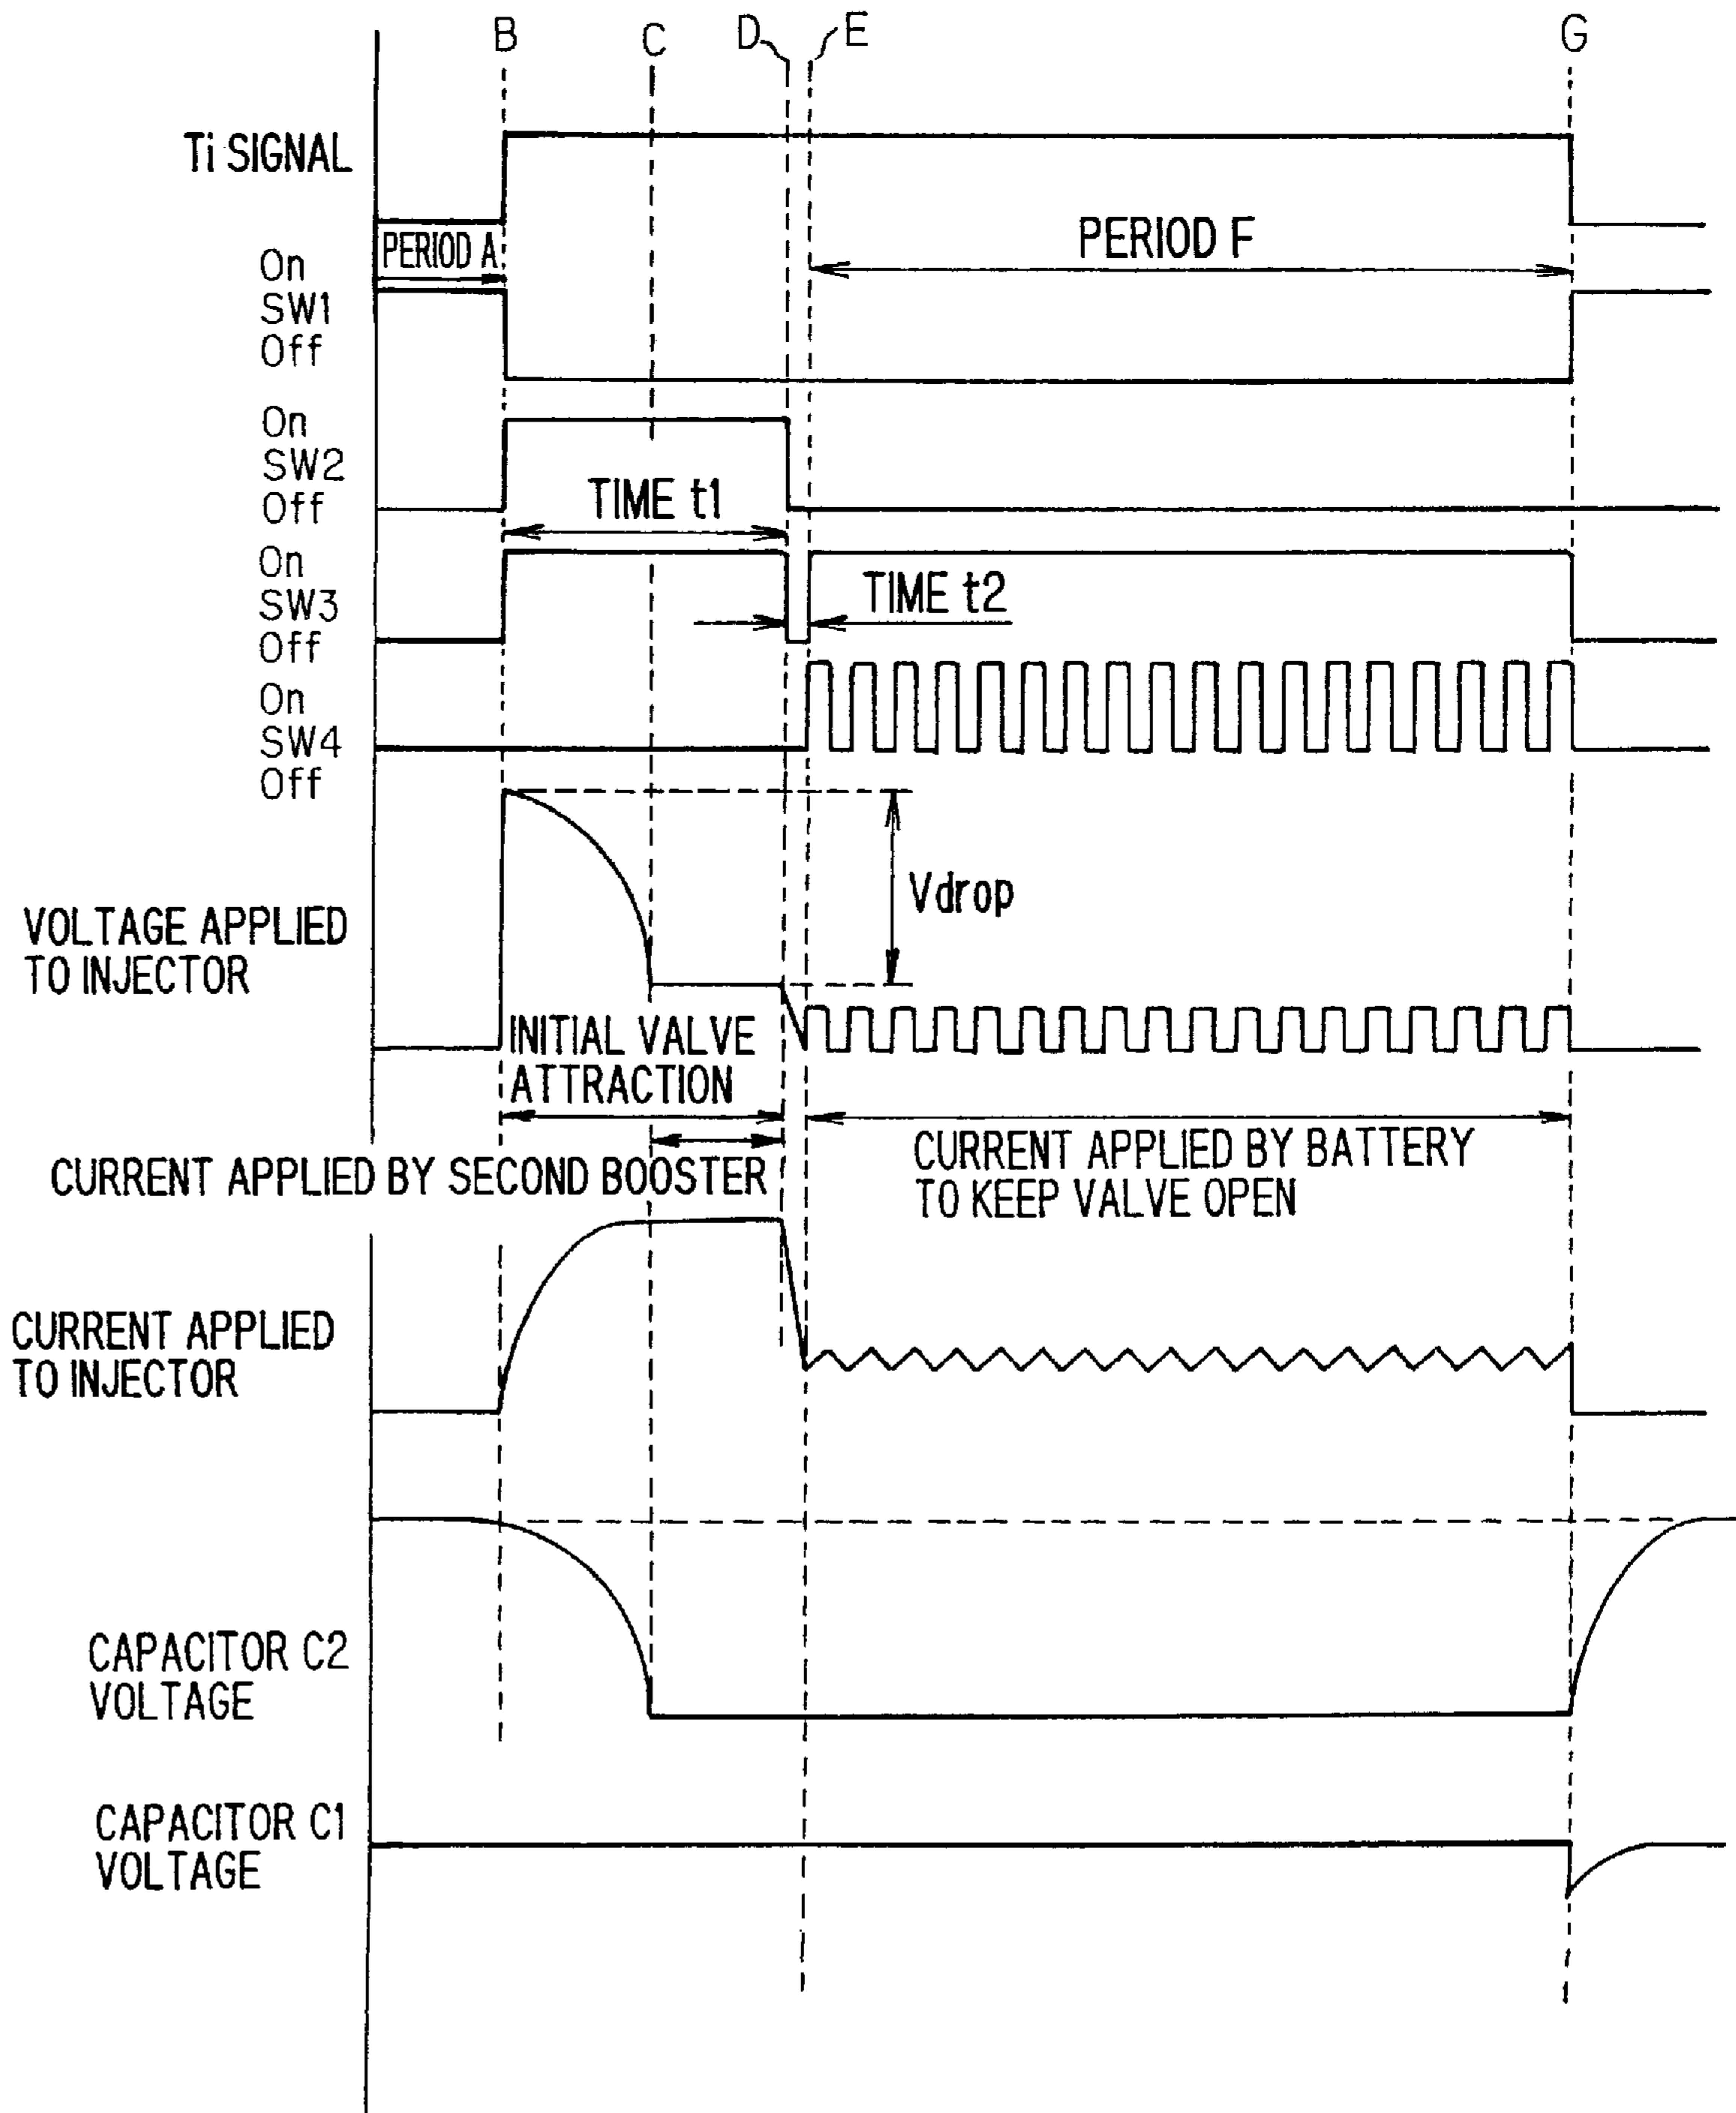 B
C
D
E
G
Ti SIGNAL
PERIOD A
PERIOD F
On
SW1
Off
On
SW2
Off
TIME t1
On
SW3
Off
TIME t2
On
SW4
Off
Vdrop
VOLTAGE APPLIED
TO INJECTOR
INITIAL VALVE
ATTRACTION
CURRENT APPLIED BY SECOND BOOSTER
CURRENT APPLIED BY BATTERY
TO KEEP VALVE OPEN
CURRENT APPLIED
TO INJECTOR
CAPACITOR C2
VOLTAGE
CAPACITOR C1
VOLTAGE